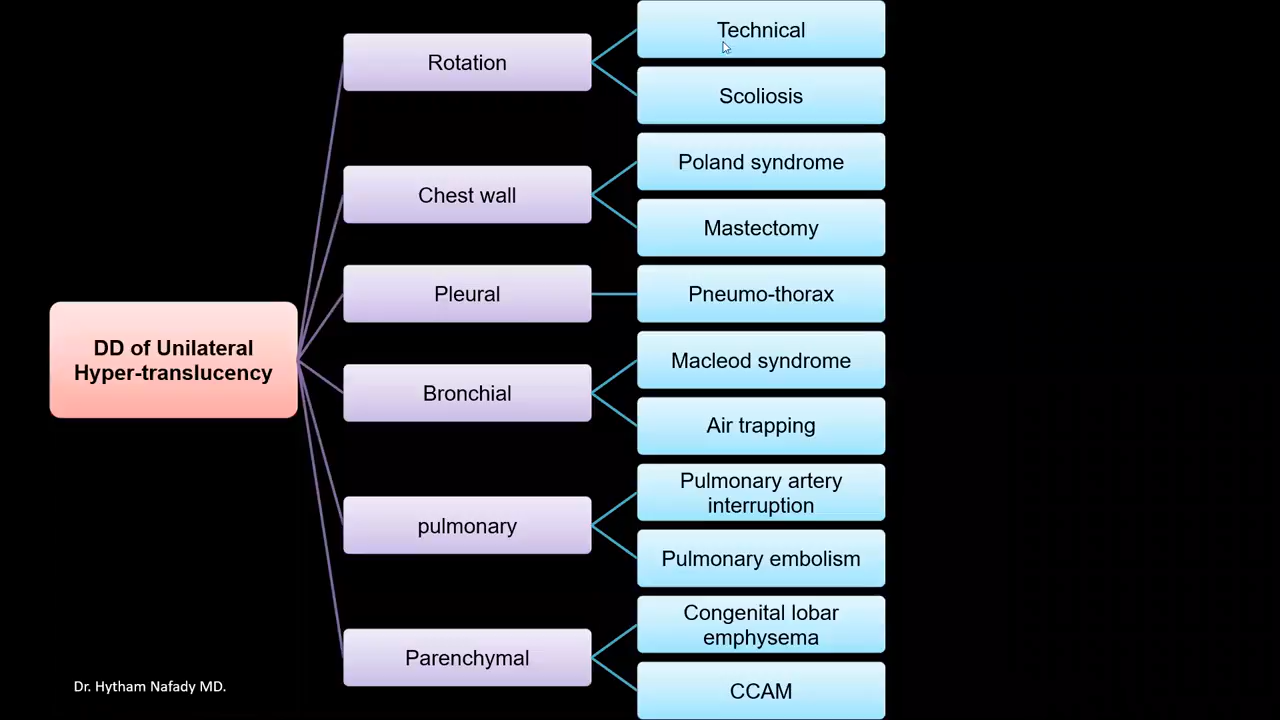 DD of Unilateral
Hyper-translucency
Rotation
Technical
Scoliosis
Chest wall
Poland syndrome
Mastectomy
Pleural
Pneumo-thorax
Bronchial
Macleod syndrome
Air trapping
pulmonary
Pulmonary artery
interruption
Pulmonary embolism
Parenchymal
Congenital lobar
emphysema
CCAM
Dr. Hytham Nafady MD.